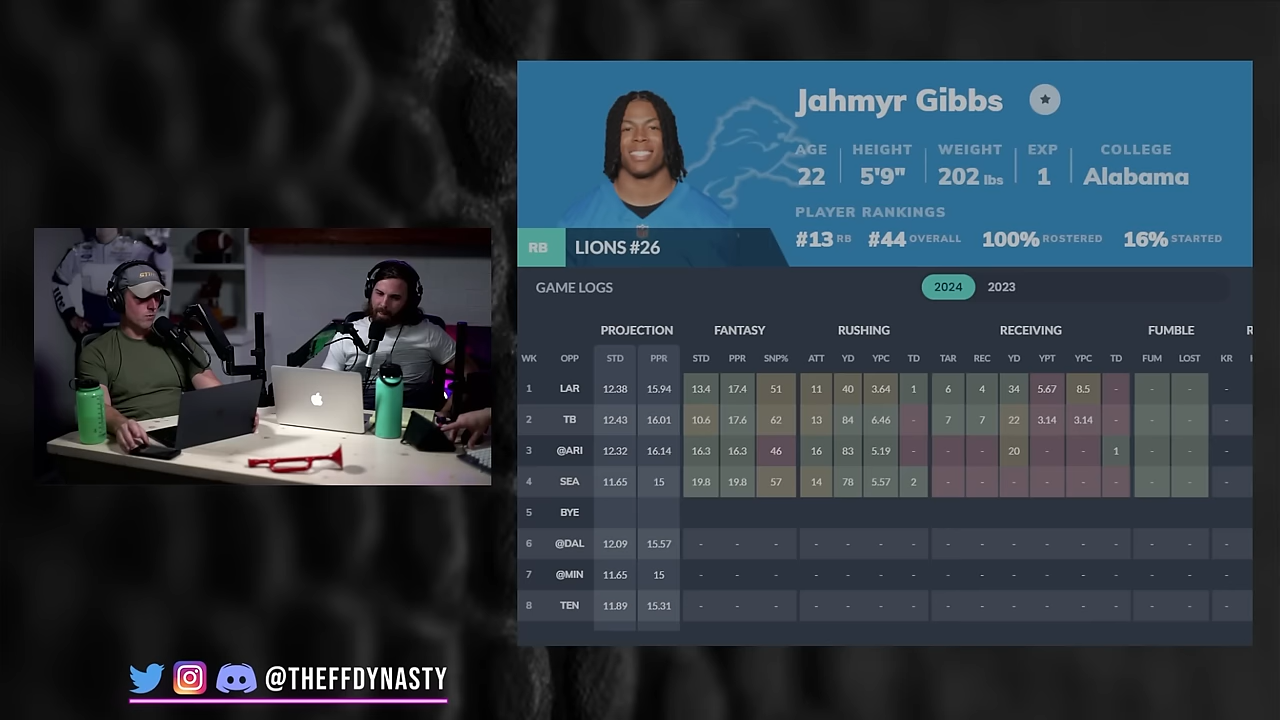 Jahmyr Gibbs
AGE HEIGHT WEIGHT EXP COLLEGE
22 5'9" 202 lbs 1 Alabama
PLAYER RANKINGS
#13 RB #44 OVERALL 100% ROSTERED 16% STARTED
RB LIONS #26
GAME LOGS 2024 2023
PROJECTION FANTASY RUSHING RECEIVING FUMBLE
WK OPP STD PPR STD PPR SNP% ATT YD YPC TD TAR REC YD YPT YPC TD FUM LOST KR
1 LAR 12.38 15.94 13.4 17.4 51 11 40 3.64 1 6 4 34 5.67 8.5 - - - -
2 TB 12.43 16.01 10.6 17.6 62 13 84 6.46 - 7 7 22 3.14 3.14 - - - -
3 @ARI 12.32 16.14 16.3 16.3 46 16 83 5.19 - - - 20 - - 1 - - -
4 SEA 11.65 15 19.8 19.8 57 14 78 5.57 2 - - - - - - - - -
5 BYE
6 @DAL 12.09 15.57 - - - - - - - - - - - - - - - -
7 @MIN 11.65 15 - - - - - - - - - - - - - - - -
8 TEN 11.89 15.31 - - - - - - - - - - - - - - - -
@THEFFDYNASTY